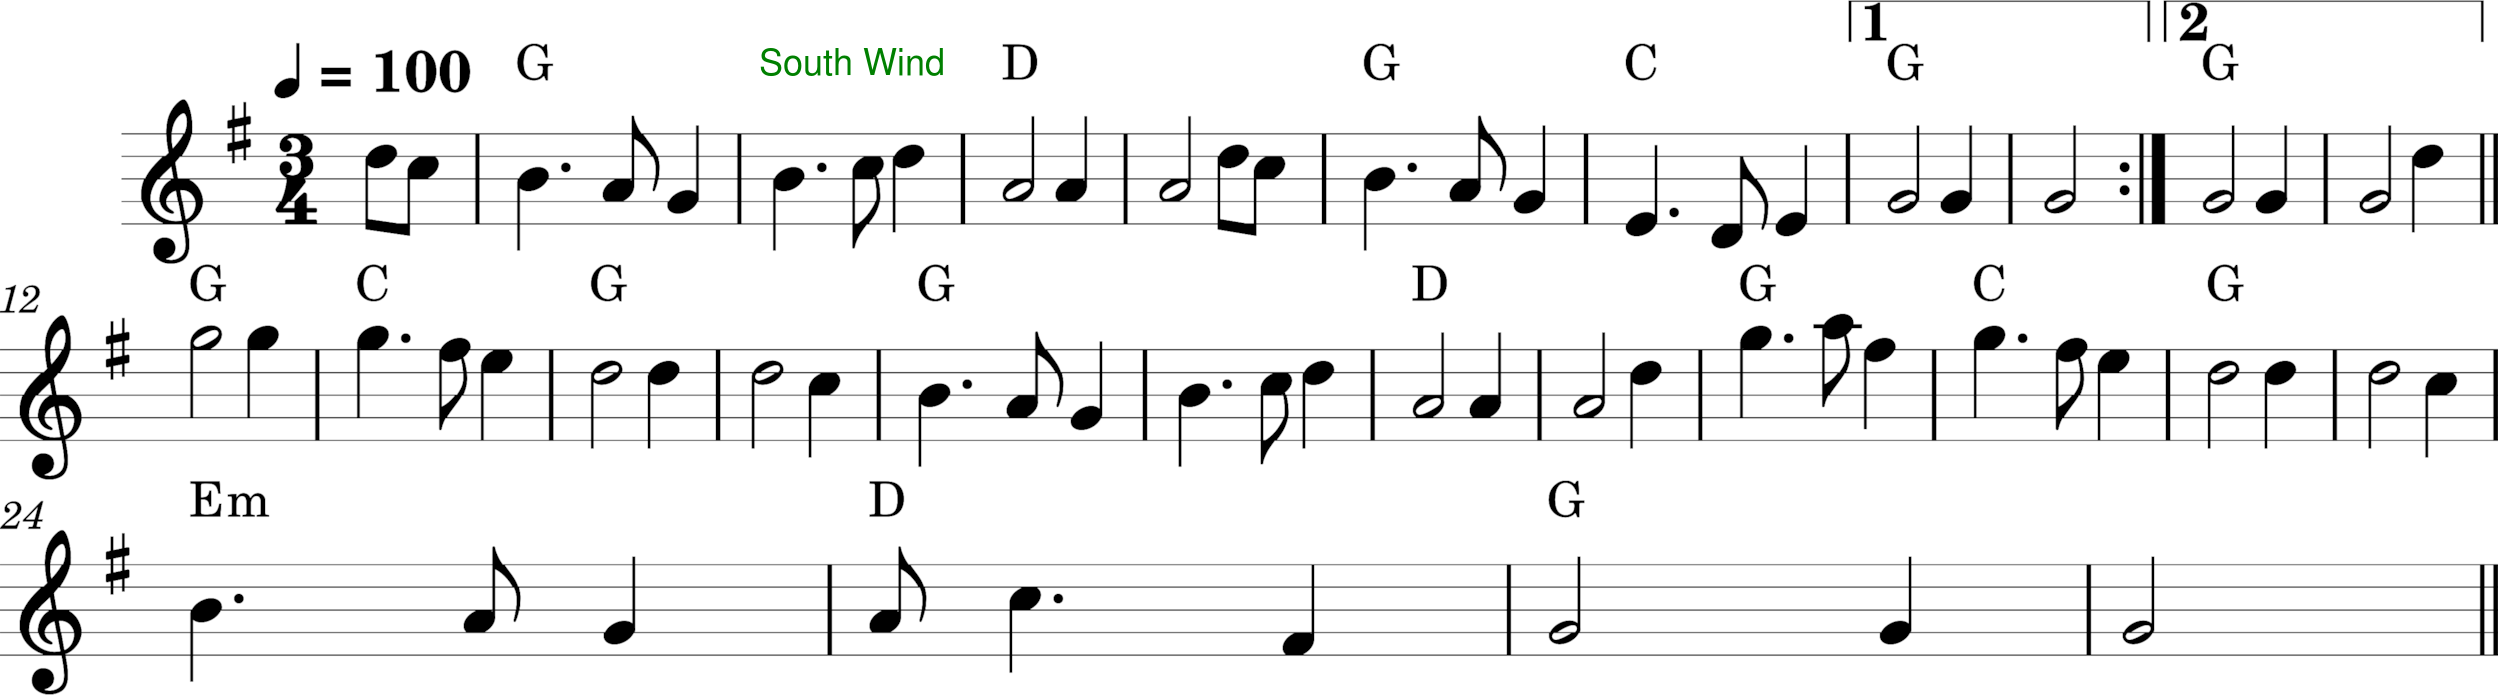 1 2
♩ = 100 G South Wind D G C G G
3
4
12 G C G G D G C G
24 Em D G